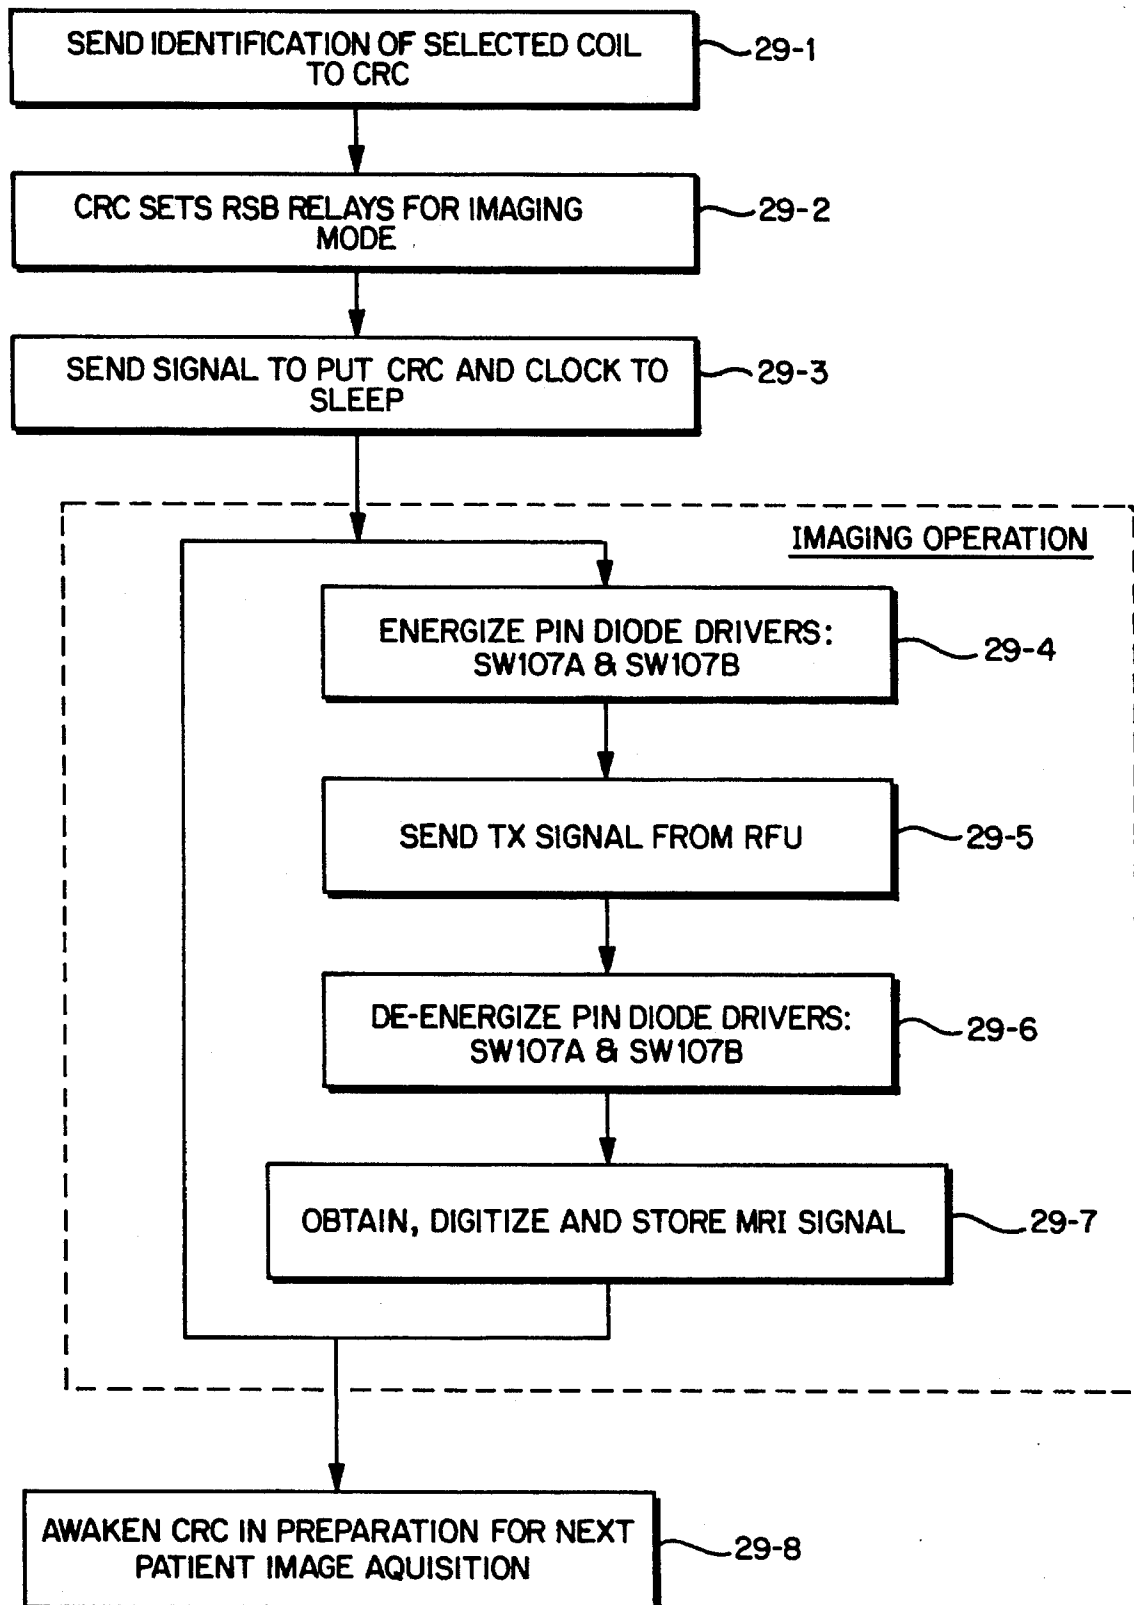 SEND IDENTIFICATION OF SELECTED COIL
TO CRC
29-1
CRC SETS RSB RELAYS FOR IMAGING
MODE
29-2
SEND SIGNAL TO PUT CRC AND CLOCK TO
SLEEP
29-3
IMAGING OPERATION
ENERGIZE PIN DIODE DRIVERS:
SW107A & SW107B
29-4
SEND TX SIGNAL FROM RFU
29-5
DE-ENERGIZE PIN DIODE DRIVERS:
SW107A & SW107B
29-6
OBTAIN, DIGITIZE AND STORE MRI SIGNAL
29-7
AWAKEN CRC IN PREPARATION FOR NEXT
PATIENT IMAGE AQUISITION
29-8